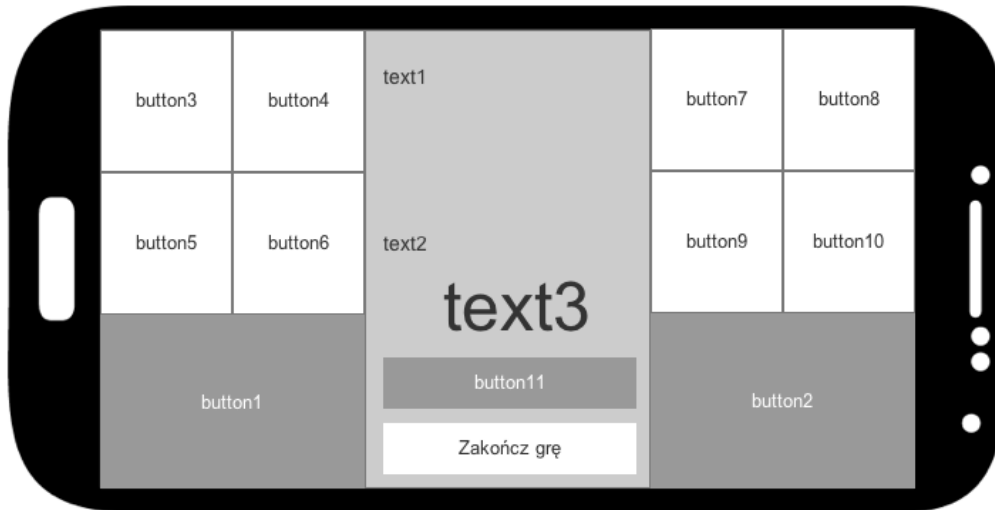 button3
button4
button5
button6
button1
text1
text2
text3
button11
Zakończ grę
button7
button8
button9
button10
button2